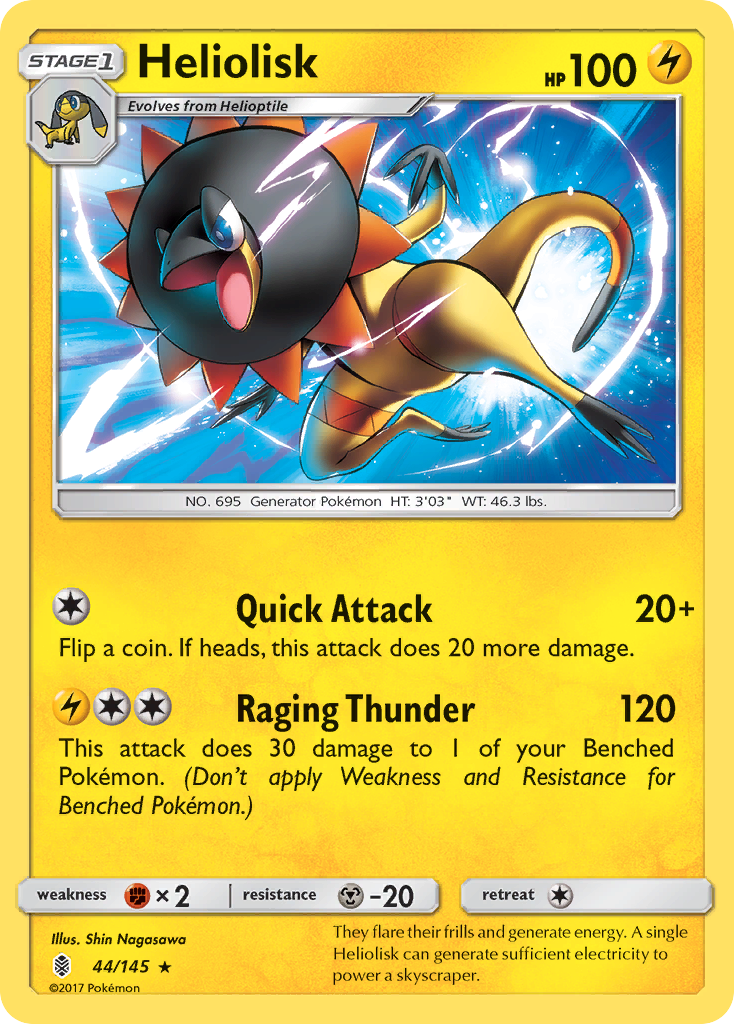 STAGE1 Heliolisk HP 100
Evolves from Helioptile
NO. 695 Generator Pokémon HT: 3'03" WT: 46.3 lbs.
Quick Attack 20+
Flip a coin. If heads, this attack does 20 more damage.
Raging Thunder 120
This attack does 30 damage to 1 of your Benched
Pokémon. (Don't apply Weakness and Resistance for
Benched Pokémon.)
weakness ×2 resistance -20 retreat
Illus. Shin Nagasawa
44/145 ★
©2017 Pokémon
They flare their frills and generate energy. A single
Heliolisk can generate sufficient electricity to
power a skyscraper.